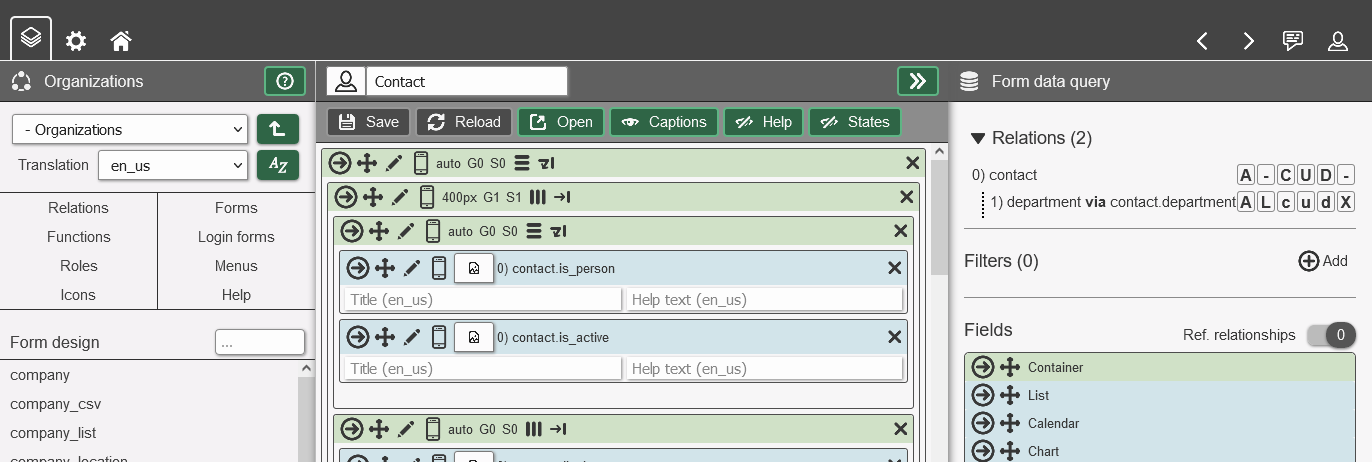 Organizations
Contact
Form data query
- Organizations
Translation en_us
AZ
Relations Forms
Functions Login forms
Roles Menus
Icons Help
Form design ...
company
company_csv
company_list
company_location
Save Reload Open Captions Help States
auto G0 S0
400px G1 S1
auto G0 S0
0) contact.is_person
Title (en_us) Help text (en_us)
0) contact.is_active
Title (en_us) Help text (en_us)
auto G0 S0
Relations (2)
0) contact A - C U D -
1) department via contact.department A L c u d X
Filters (0) Add
Fields Ref. relationships 0
Container
List
Calendar
Chart